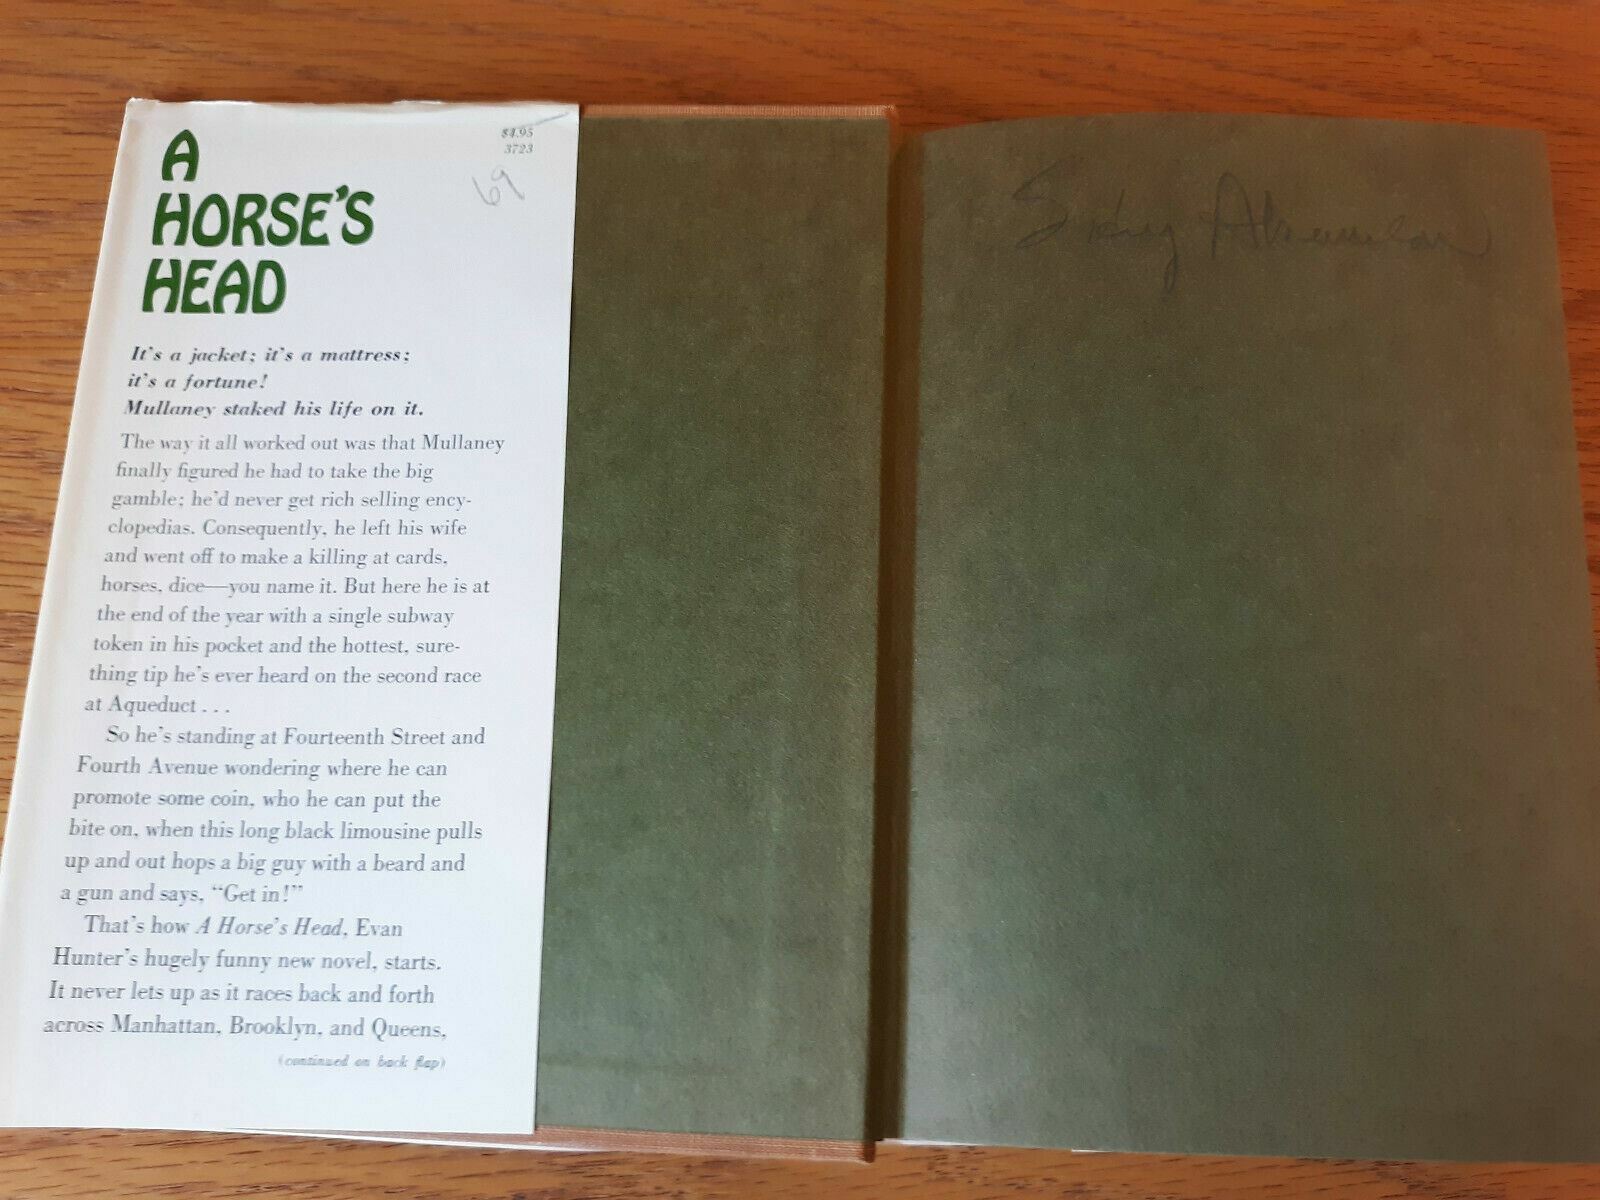 A
HORSE'S
HEAD
$4.95
3723
69
It's a jacket; it's a mattress;
it's a fortune!
Mullaney staked his life on it.
The way it all worked out was that Mullaney
finally figured he had to take the big
gamble; he'd never get rich selling ency-
clopedias. Consequently, he left his wife
and went off to make a killing at cards,
horses, dice—you name it. But here he is at
the end of the year with a single subway
token in his pocket and the hottest, sure-
thing tip he's ever heard on the second race
at Aqueduct . . .
So he's standing at Fourteenth Street and
Fourth Avenue wondering where he can
promote some coin, who he can put the
bite on, when this long black limousine pulls
up and out hops a big guy with a beard and
a gun and says, “Get in!”
That's how A Horse's Head, Evan
Hunter's hugely funny new novel, starts.
It never lets up as it races back and forth
across Manhattan, Brooklyn, and Queens,
(continued on back flap)